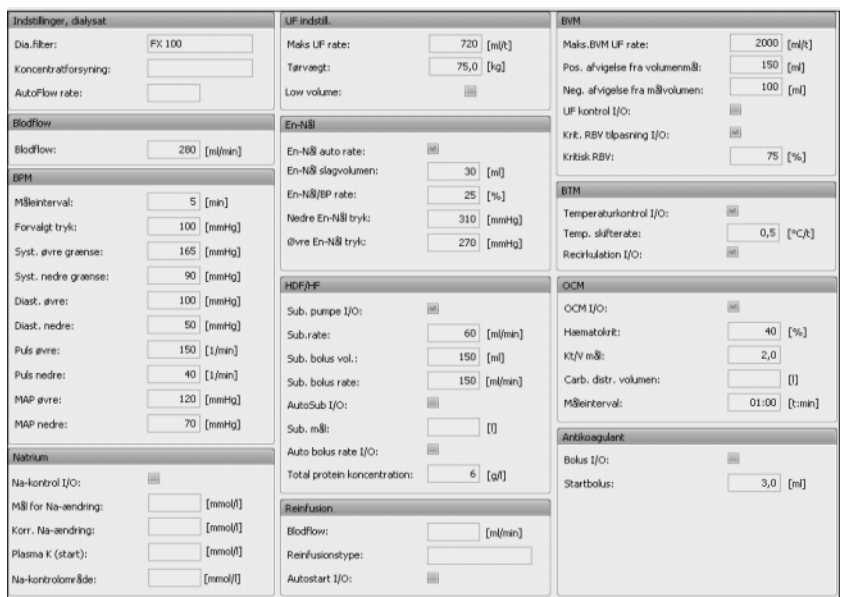 Indstillinger, dialysat
Dia.filter: FX 100
Koncentratforsyning:
AutoFlow rate:
Blodflow
Blodflow: 280 [ml/min]
BPM
Måleinterval: 5 [min]
Forvalgt tryk: 100 [mmHg]
Syst. øvre grænse: 165 [mmHg]
Syst. nedre grænse: 90 [mmHg]
Diast. øvre: 100 [mmHg]
Diast. nedre: 50 [mmHg]
Puls øvre: 150 [1/min]
Puls nedre: 40 [1/min]
MAP øvre: 120 [mmHg]
MAP nedre: 70 [mmHg]
Natrium
Na-kontrol I/O:
Mål for Na-ændring: [mmol/l]
Korr. Na-ændring: [mmol/l]
Plasma K (start): [mmol/l]
Na-kontrolområde: [mmol/l]
UF indstill.
Maks UF rate: 720 [ml/t]
Tørvægt: 75,0 [kg]
Low volume:
En-Nål
En-Nål auto rate:
En-Nål slagvolumen: 30 [ml]
En-Nål/BP rate: 25 [%]
Nedre En-Nål tryk: 310 [mmHg]
Øvre En-Nål tryk: 270 [mmHg]
HDF/HF
Sub. pumpe I/O:
Sub.rate: 60 [ml/min]
Sub. bolus vol.: 150 [ml]
Sub. bolus rate: 150 [ml/min]
AutoSub I/O:
Sub. mål: [l]
Auto bolus rate I/O:
Total protein koncentration: 6 [g/l]
Reinfusion
Blodflow: [ml/min]
Reinfusionstype:
Autostart I/O:
BVM
Maks.BVM UF rate: 2000 [ml/t]
Pos. afvigelse fra volumenmål: 150 [ml]
Neg. afvigelse fra målvolumen: 100 [ml]
UF kontrol I/O:
Krit. RBV tilpasning I/O:
Kritisk RBV: 75 [%]
BTM
Temperaturkontrol I/O:
Temp. skifterate: 0,5 [°C/t]
Recirkulation I/O:
OCM
OCM I/O:
Hæmatokrit: 40 [%]
Kt/V mål: 2,0
Carb. distr. volumen: [l]
Måleinterval: 01:00 [t:min]
Antikoagulant
Bolus I/O:
Startbolus: 3,0 [ml]